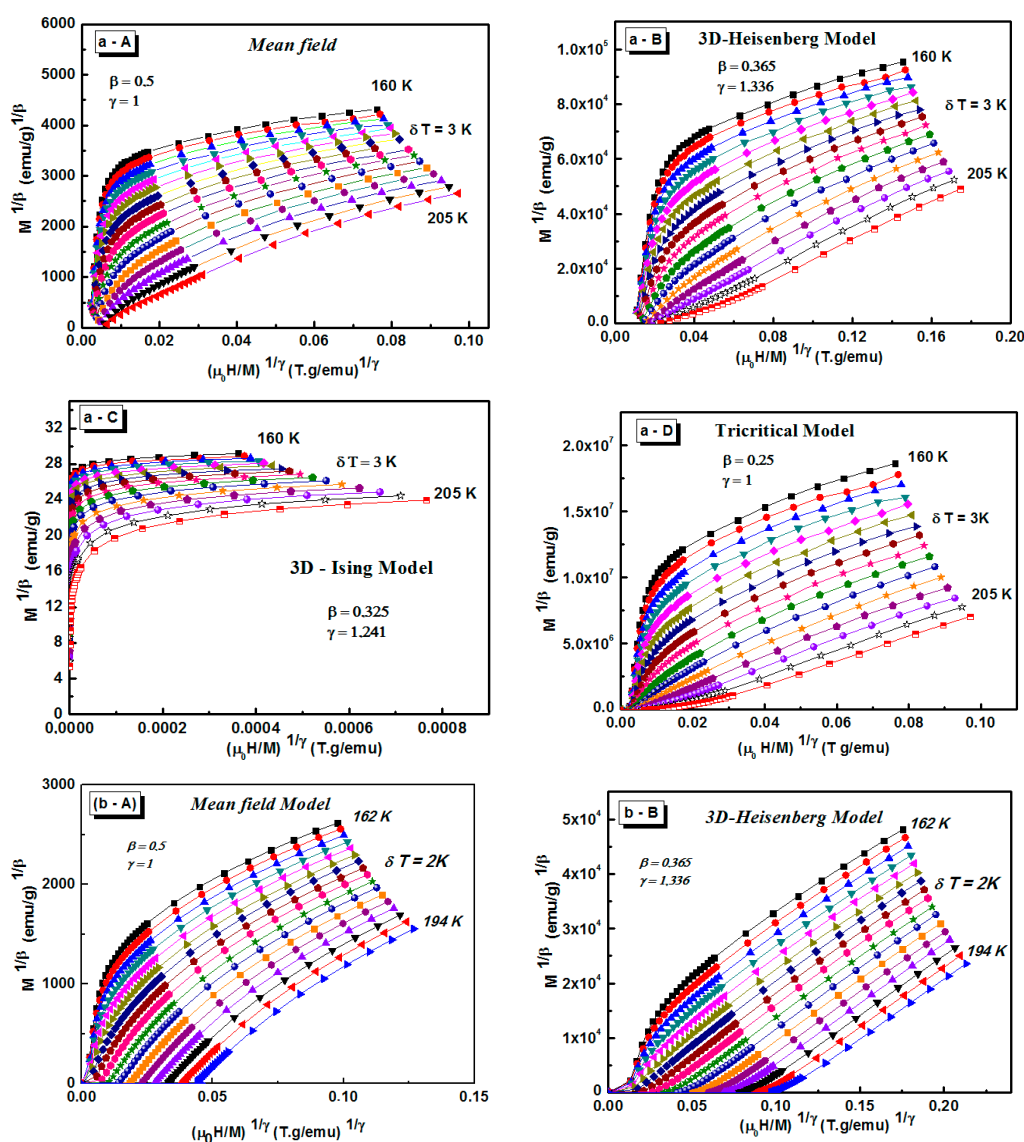 a - A
Mean field
β = 0.5
γ = 1
160 K
δ T = 3 K
205 K
M 1/β (emu/g)1/β
5000
4000
3000
2000
1000
0
0.00 0.02 0.04 0.06 0.08 0.10
(μ0H/M) 1/γ (T.g/emu)1/γ
a - B
3D-Heisenberg Model
β = 0.365
γ = 1.336
160 K
δ T = 3 K
205 K
M 1/β (emu/g)
1.0x10^5
8.0x10^4
6.0x10^4
4.0x10^4
2.0x10^4
0.0
0,00 0.04 0.08 0.12 0.16 0,20
(μ0H/M) 1/γ (T.g/emu)
a - C
160 K
δ T = 3 K
205 K
3D - Ising Model
β = 0.325
γ = 1.241
M 1/β (emu/g)
32
28
24
20
16
12
8
4
0
0.0000 0.0002 0.0004 0.0006 0.0008
(μ0H/M) 1/γ (T.g/emu)
a - D
Tricritical Model
β = 0.25
γ = 1
160 K
δ T = 3K
205 K
M 1/β (emu/g)
2.0x10^7
1.5x10^7
1.0x10^7
5.0x10^6
0.0
0.00 0.02 0.04 0.06 0.08 0.10
(μ0H/M) 1/γ (T.g/emu)
(b - A)
Mean field Model
β = 0.5
γ = 1
162 K
δ T = 2K
194 K
M 1/β (emu/g)1/β
3000
2000
1000
0
0.00 0.05 0.10 0.15
(μ0H/M) 1/γ (T.g/emu) 1/γ
b - B
3D-Heisenberg Model
β = 0.365
γ = 1,336
162 K
δ T = 2K
194 K
M 1/β (emu/g) 1/β
5x10^4
4x10^4
3x10^4
2x10^4
1x10^4
0
0.00 0.05 0.10 0.15 0,20
(μ0H/M) 1/γ (T.g/emu) 1/γ